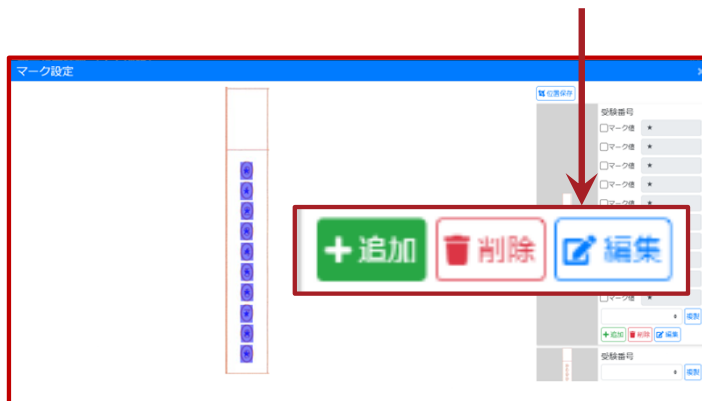 マーク設定
位置保存
受験番号
マーク値 ★
マーク値 ★
マーク値 ★
マーク値 ★
マーク値 ★
追加 削除 編集
マーク値 ★
複製
追加 削除 編集
受験番号
複製